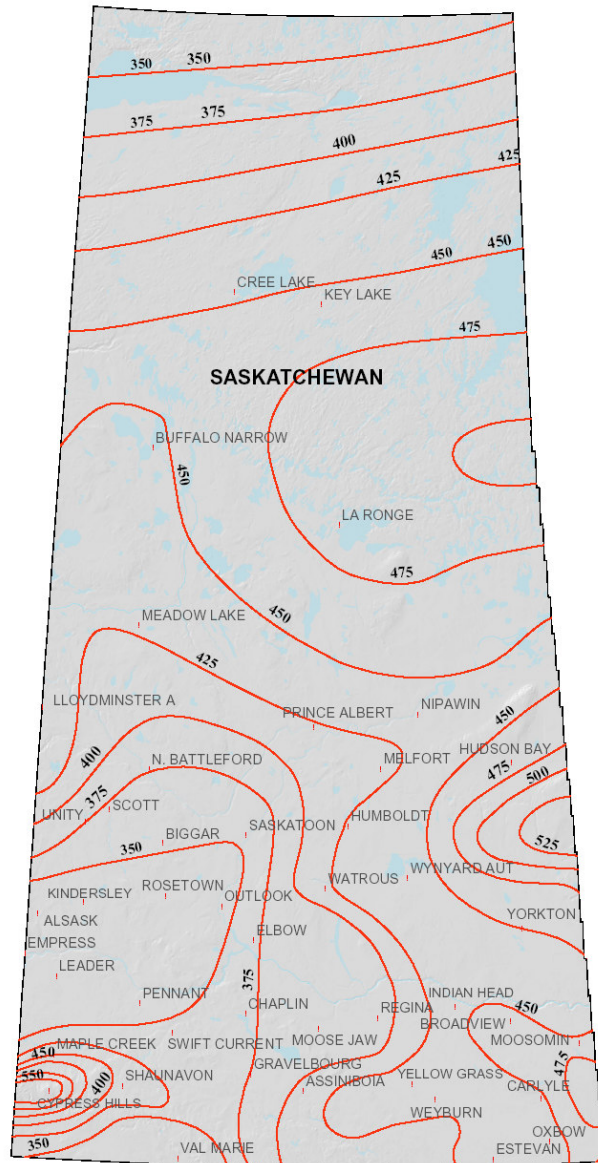 350 350
375 375
400
425
425
450 450
CREE LAKE
KEY LAKE
475
SASKATCHEWAN
BUFFALO NARROW
450
LA RONGE
475
450
MEADOW LAKE
425
LLOYDMINSTER A
NIPAWIN
PRINCE ALBERT
450
400
N. BATTLEFORD
MELFORT
HUDSON BAY
475
500
375
SCOTT
UNITY
SASKATOON
HUMBOLDT
525
BIGGAR
350
WYNYARD AUT
KINDERSLEY
ROSETOWN
OUTLOOK
WATROUS
ALSASK
YORKTON
EMPRESS
ELBOW
LEADER
375
PENNANT
INDIAN HEAD
CHAPLIN
REGINA
450
BROADVIEW
MAPLE CREEK
SWIFT CURRENT
MOOSE JAW
MOOSOMIN
450
GRAVELBOURG
475
550
400
SHAUNAVON
ASSINIBOIA
YELLOW GRASS
CARLYLE
CYPRESS HILLS
WEYBURN
OXBOW
350
VAL MARIE
ESTEVAN